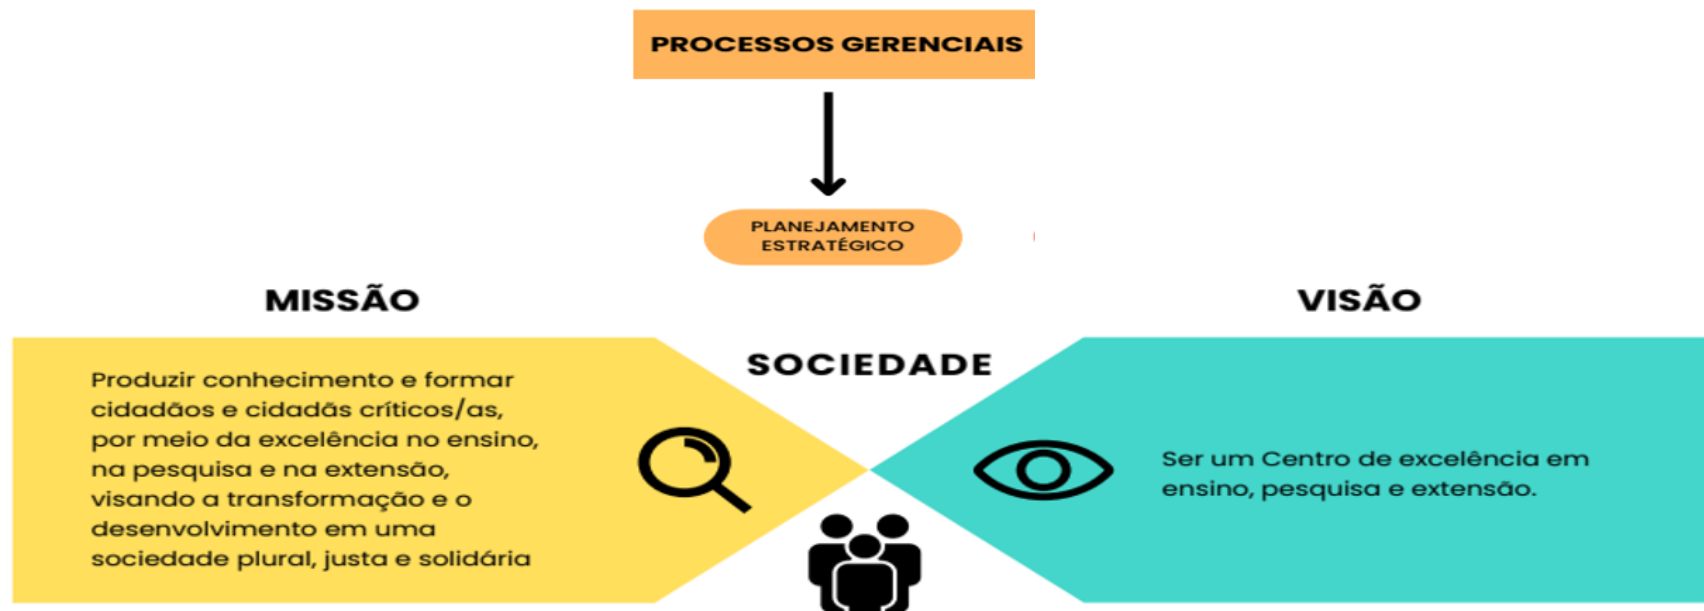 PROCESSOS GERENCIAIS
PLANEJAMENTO
ESTRATÉGICO
MISSÃO
VISÃO
SOCIEDADE
Produzir conhecimento e formar
cidadãos e cidadãs críticos/as,
por meio da excelência no ensino,
na pesquisa e na extensão,
visando a transformação e o
desenvolvimento em uma
sociedade plural, justa e solidária
Ser um Centro de excelência em
ensino, pesquisa e extensão.